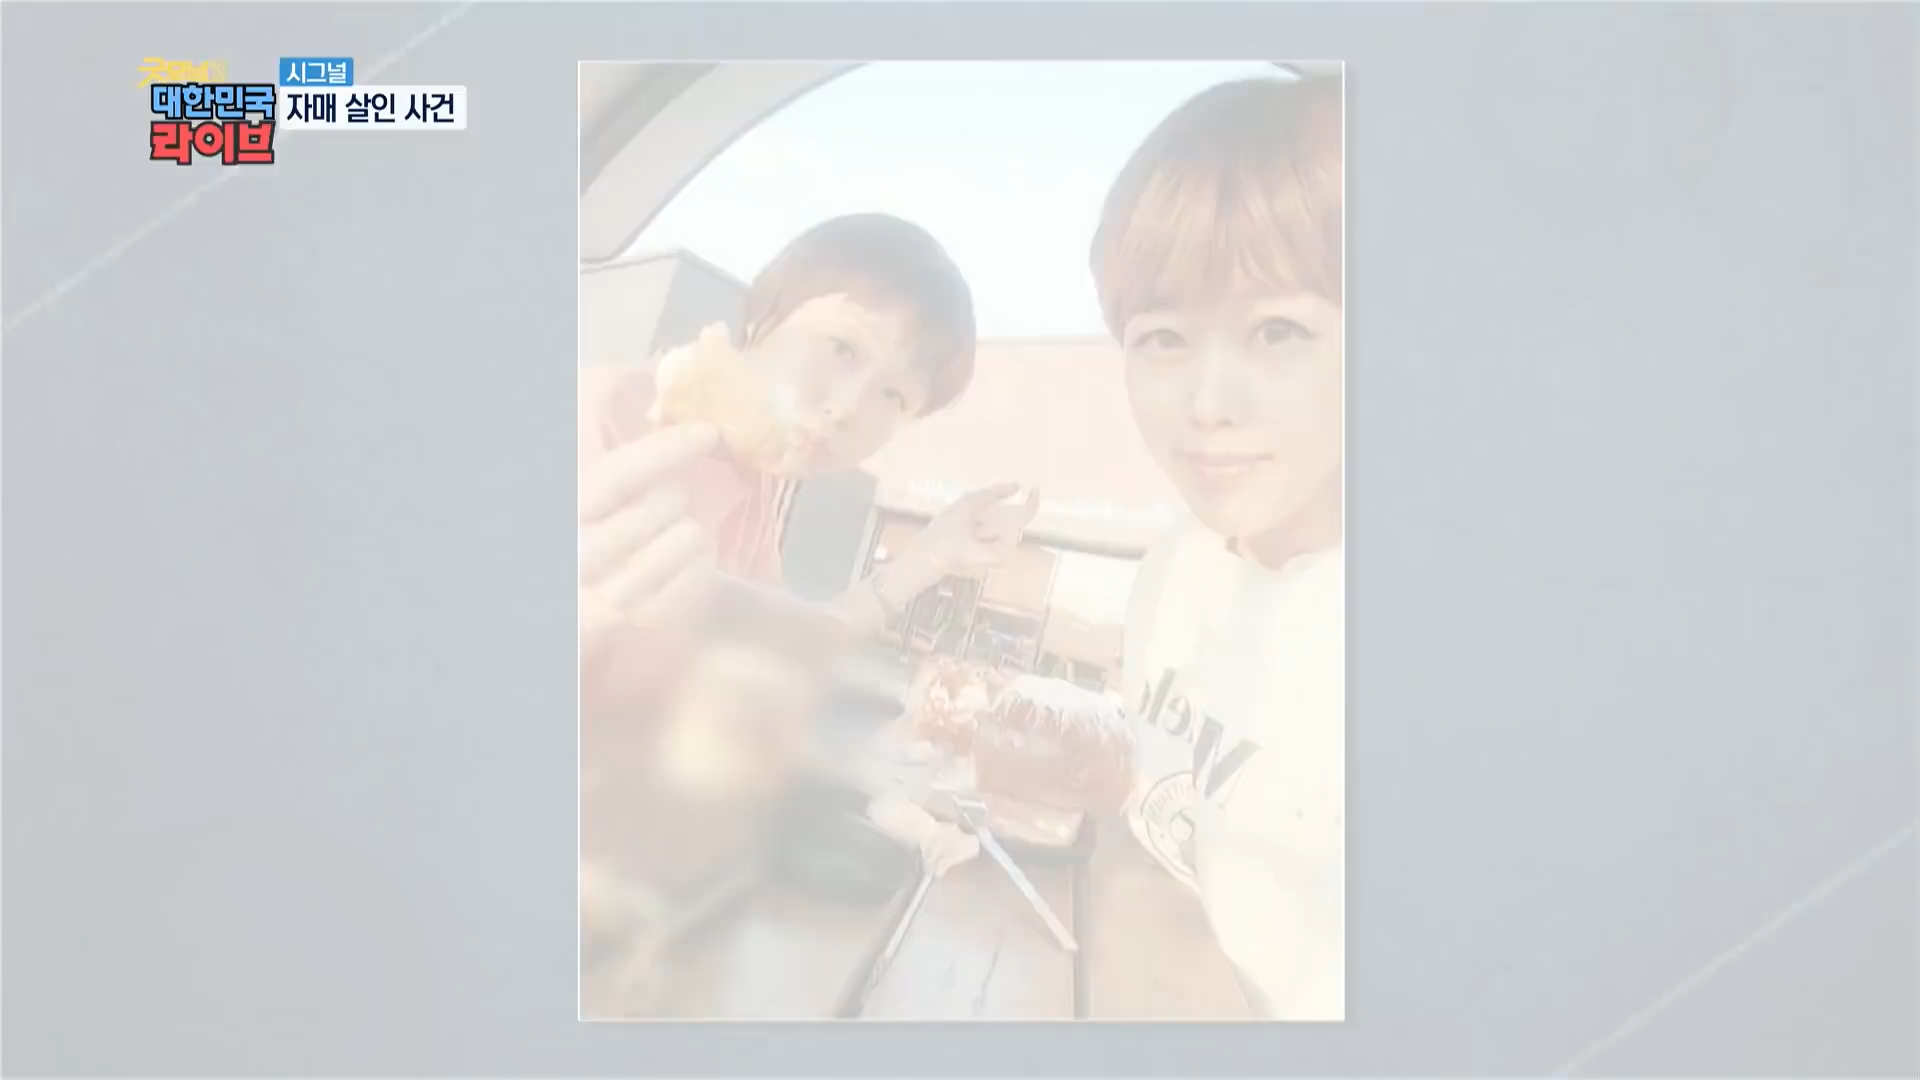 굿모닝
대한민국
라이브
시그널
자매 살인 사건